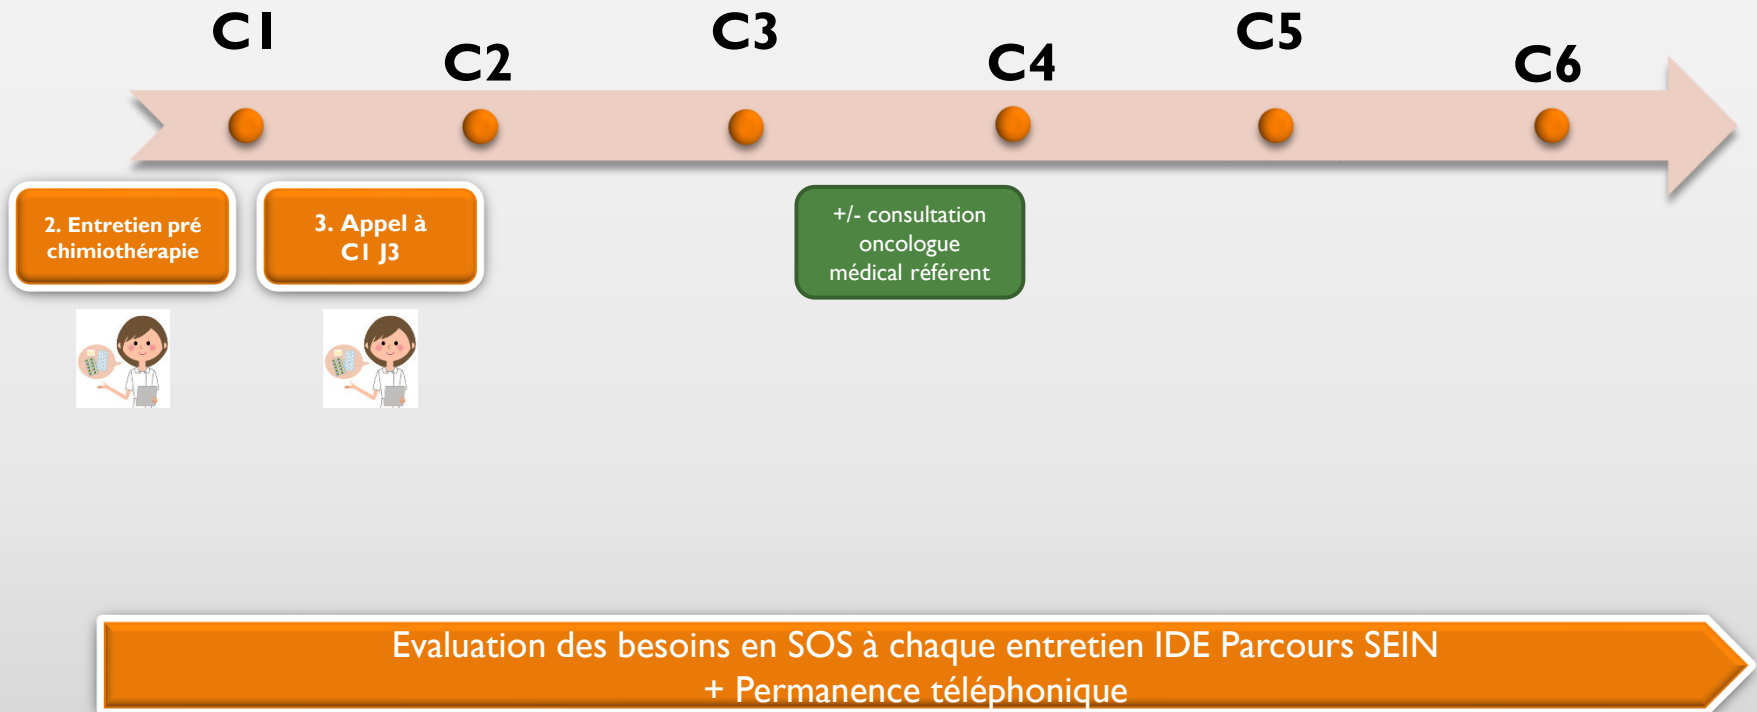 C1
C2
C3
C4
C5
C6
2. Entretien pré
chimiothérapie
3. Appel à
C1 J3
+/- consultation
oncologue
médical référent
Evaluation des besoins en SOS à chaque entretien IDE Parcours SEIN
+ Permanence téléphonique